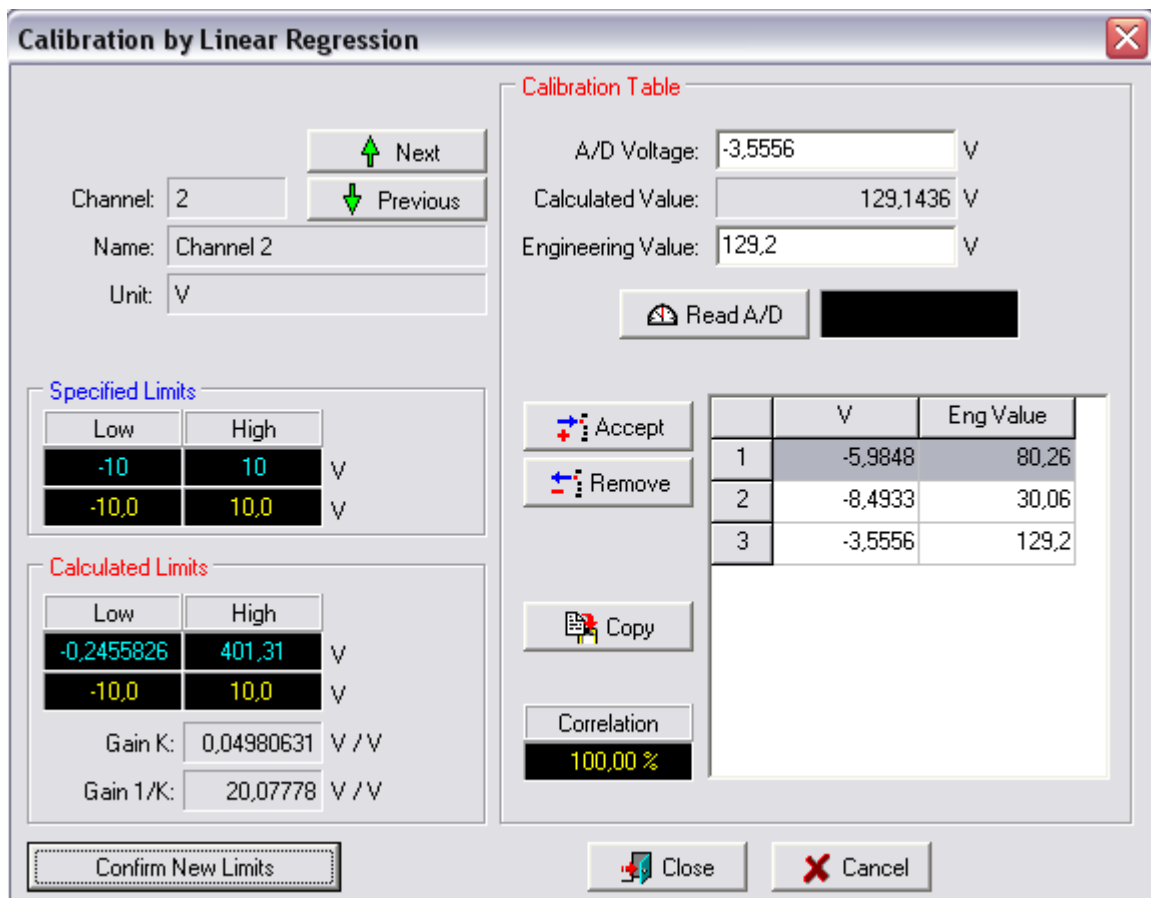 Calibration by Linear Regression
Next
Previous
Channel: 2
Name: Channel 2
Unit: V
Calibration Table
A/D Voltage: -3,5556 V
Calculated Value: 129,1436 V
Engineering Value: 129,2 V
Read A/D
Specified Limits
Low High
-10 10 V
-10,0 10,0 V
Calculated Limits
Low High
-0,2455826 401,31 V
-10,0 10,0 V
Gain K: 0,04980631 V / V
Gain 1/K: 20,07778 V / V
Accept
Remove
Copy
Correlation
100,00 %
V Eng Value
1 -5,9848 80,26
2 -8,4933 30,06
3 -3,5556 129,2
Confirm New Limits
Close
Cancel